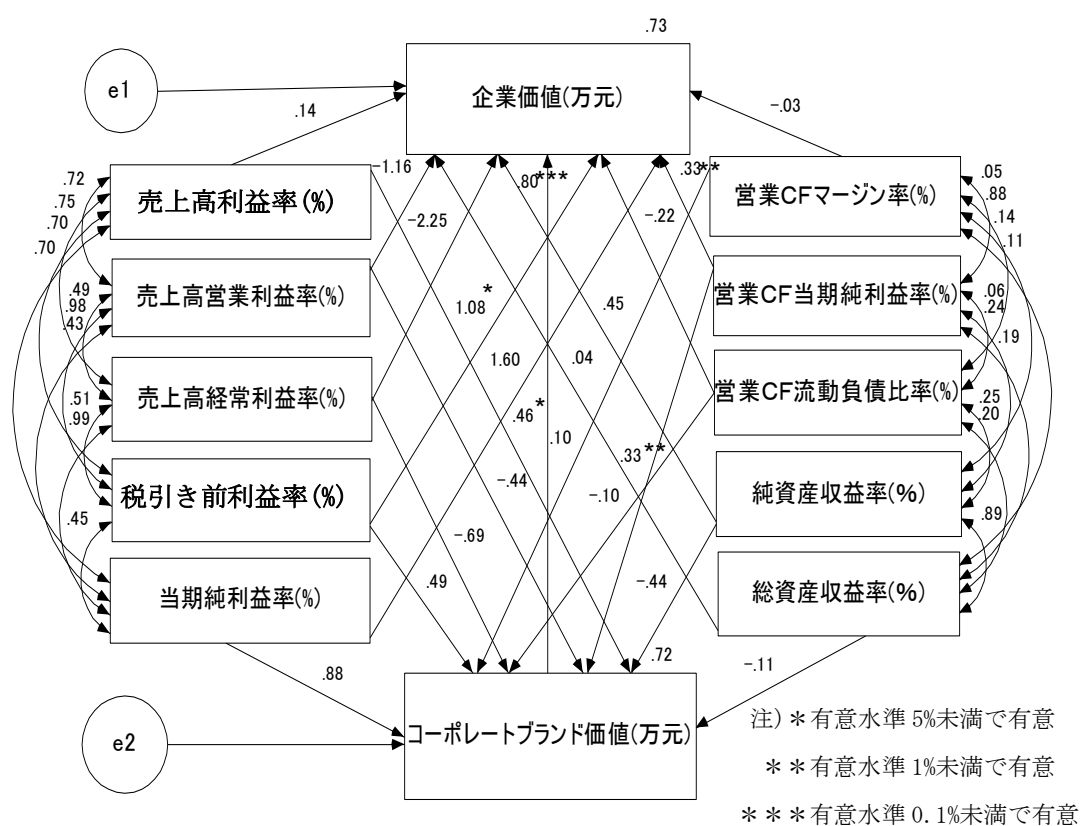 .73
e1
企業価値(万元)
.14
-.03
-1.16
.80***
.33**
.72
.75
.70
.70
売上高利益率(%)
営業CFマージン率(%)
.05
.88
.14
.11
-2.25
-.22
.49
.98
.43
売上高営業利益率(%)
1.08*
.45
営業CF当期純利益率(%)
.06
.24
.19
1.60
.04
.51
.99
売上高経常利益率(%)
.46*
.10
営業CF流動負債比率(%)
.25
.20
.33**
税引き前利益率(%)
-.44
-.10
純資産収益率(%)
.45
.89
-.69
当期純利益率(%)
.49
-.44
総資産収益率(%)
.88
.72
-.11
e2
コーポレートブランド価値(万元)
注)＊有意水準 5%未満で有意
＊＊有意水準 1%未満で有意
＊＊＊有意水準 0.1%未満で有意